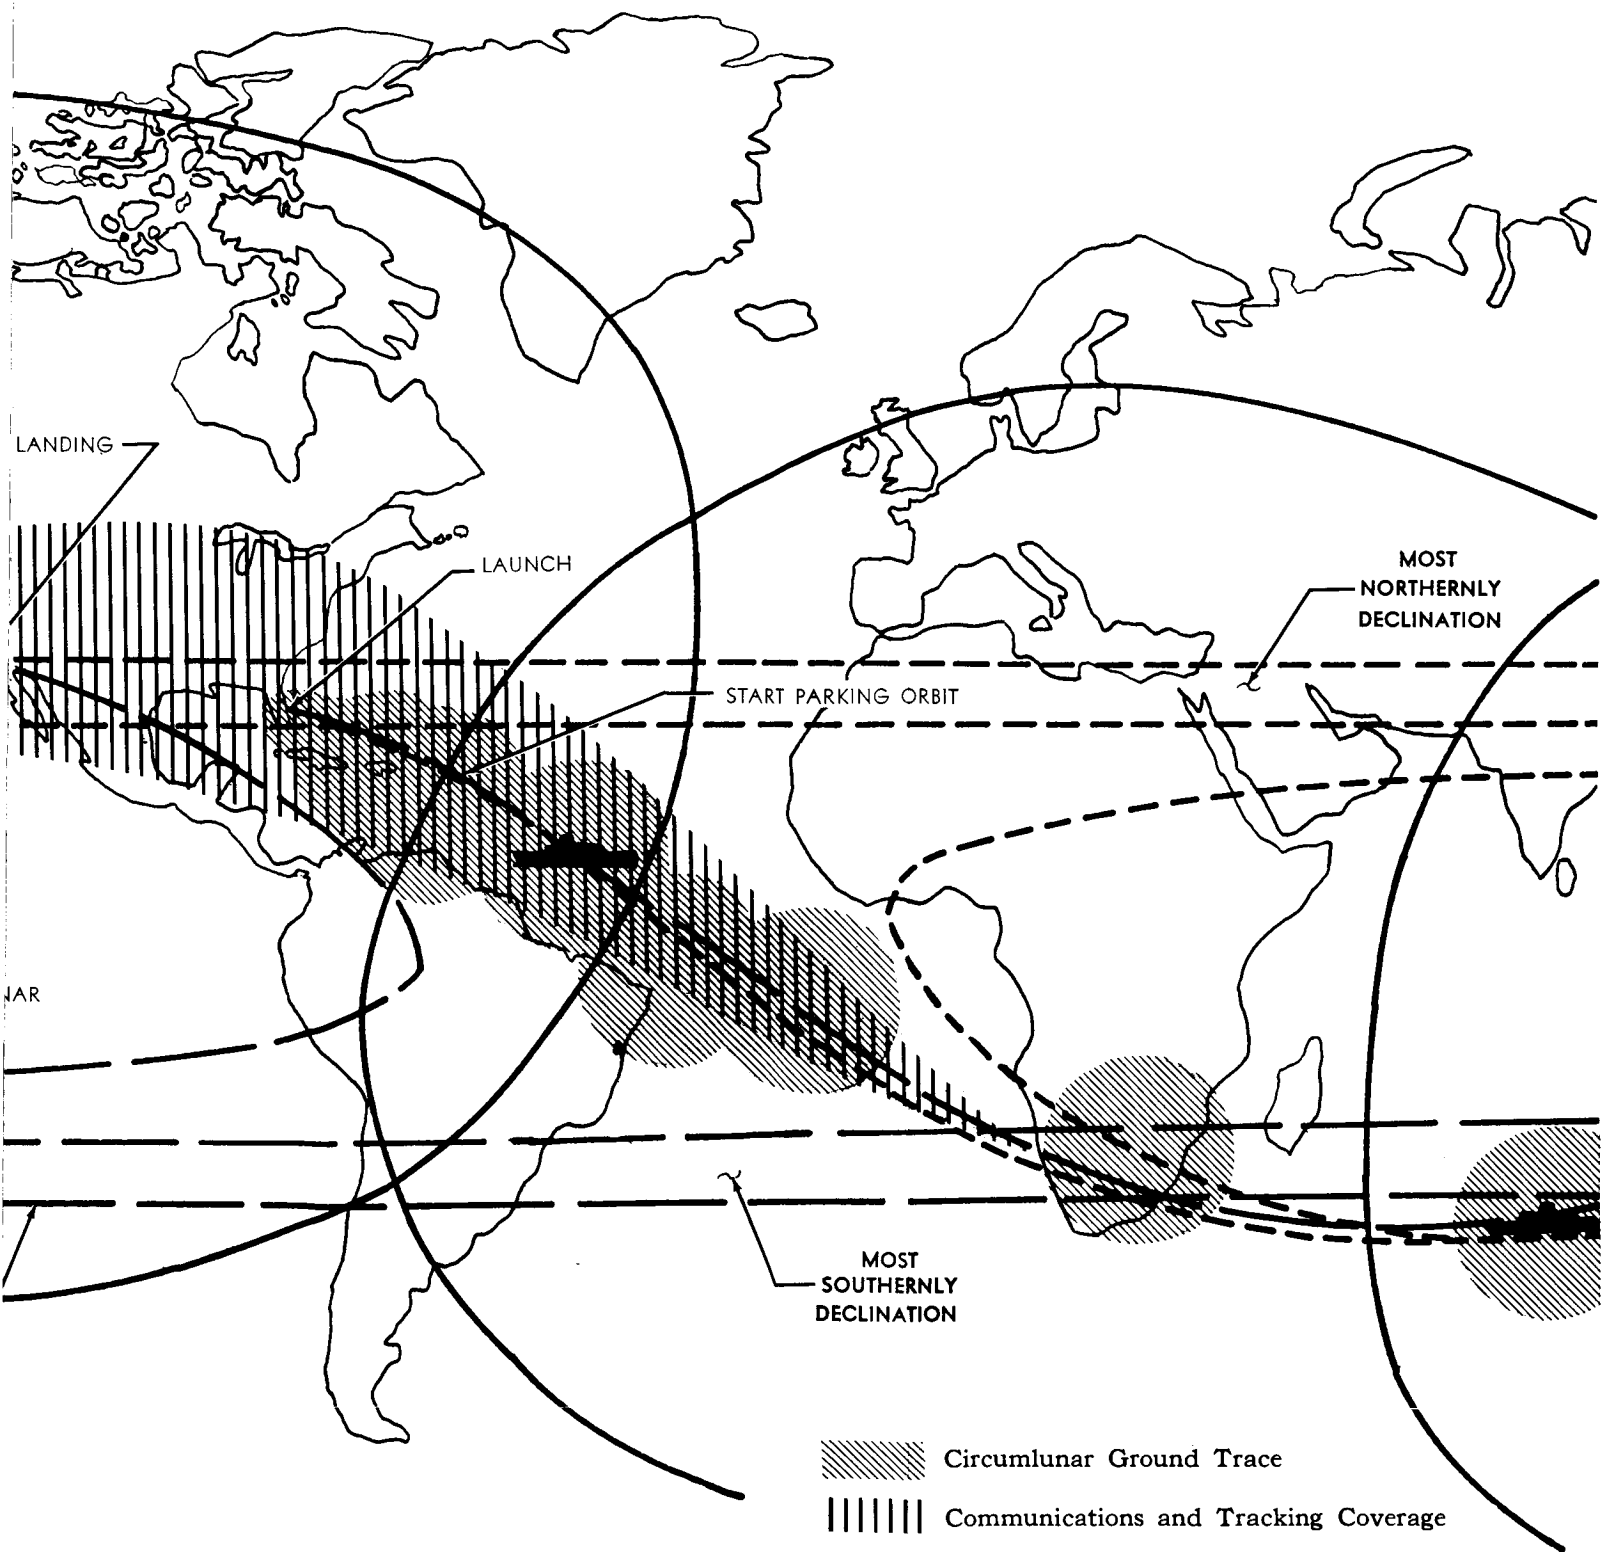 LANDING
LAUNCH
MOST
NORTHERNLY
DECLINATION
START PARKING ORBIT
MOST
SOUTHERNLY
DECLINATION
Circumlunar Ground Trace
Communications and Tracking Coverage